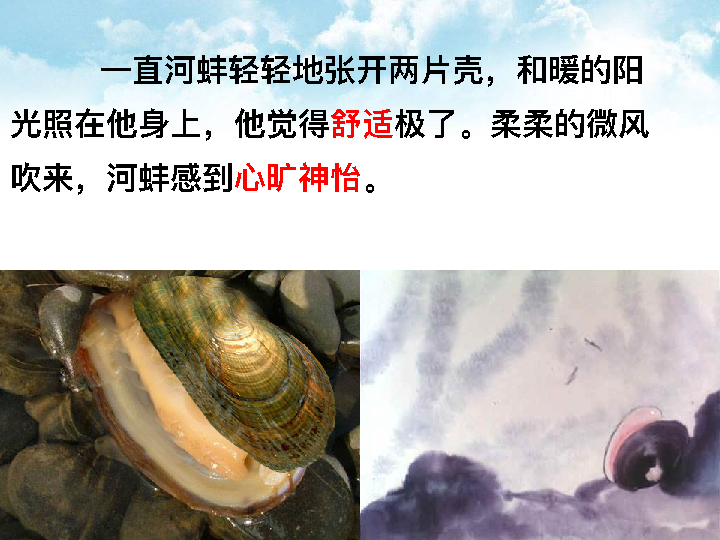 一直河蚌轻轻地张开两片壳，和暖的阳
光照在他身上，他觉得舒适极了。柔柔的微风
吹来，河蚌感到心旷神怡。